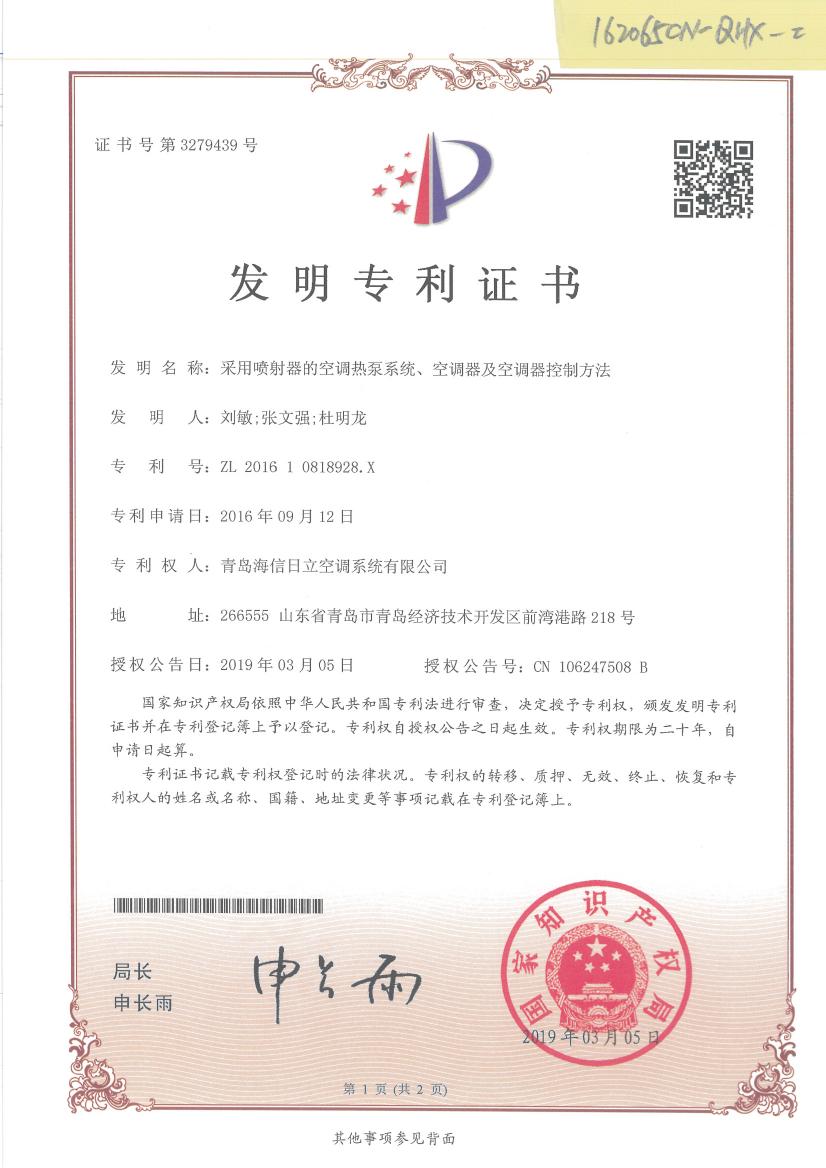 162065CN-QHX-
证书号第3279439号
发明专利证书
发明名称：采用喷射器的空调热泵系统、空调器及空调器控制方法
发明人：刘敏;张文强;杜明龙
专利号：ZL 2016 1 0818928.X
专利申请日：2016年09月12日
专利权人：青岛海信日立空调系统有限公司
地址：266555 山东省青岛市青岛经济技术开发区前湾港路218号
授权公告日：2019年03月05日 授权公告号：CN 106247508 B
国家知识产权局依照中华人民共和国专利法进行审查，决定授予专利权，颁发发明专利
证书并在专利登记簿上予以登记。专利权自授权公告之日起生效。专利权期限为二十年，自
申请日起算。
专利证书记载专利权登记时的法律状况。专利权的转移、质押、无效、终止、恢复和专
利权人的姓名或名称、国籍、地址变更等事项记载在专利登记簿上。
局长
申长雨
申长雨
国家知识产权局
2019年03月05日
第1页(共2页)
其他事项参见背面